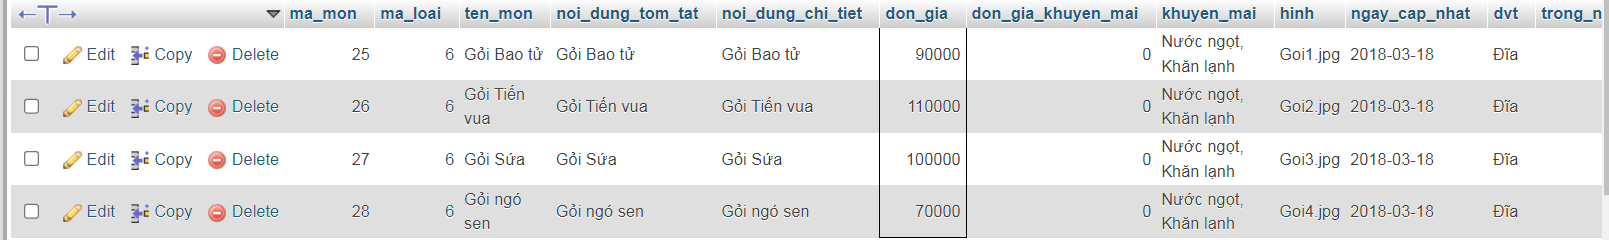 ma_mon ma_loai ten_mon noi_dung_tom_tat noi_dung_chi_tiet don_gia don_gia_khuyen_mai khuyen_mai hinh ngay_cap_nhat dvt trong_n
Edit Copy Delete 25 6 Gỏi Bao tử Gỏi Bao tử Gỏi Bao tử 90000 0 Nước ngọt, Khăn lạnh Goi1.jpg 2018-03-18 Đĩa
Edit Copy Delete 26 6 Gỏi Tiến vua Gỏi Tiến vua Gỏi Tiến vua 110000 0 Nước ngọt, Khăn lạnh Goi2.jpg 2018-03-18 Đĩa
Edit Copy Delete 27 6 Gỏi Sứa Gỏi Sứa Gỏi Sứa 100000 0 Nước ngọt, Khăn lạnh Goi3.jpg 2018-03-18 Đĩa
Edit Copy Delete 28 6 Gỏi ngó sen Gỏi ngó sen Gỏi ngó sen 70000 0 Nước ngọt, Khăn lạnh Goi4.jpg 2018-03-18 Đĩa